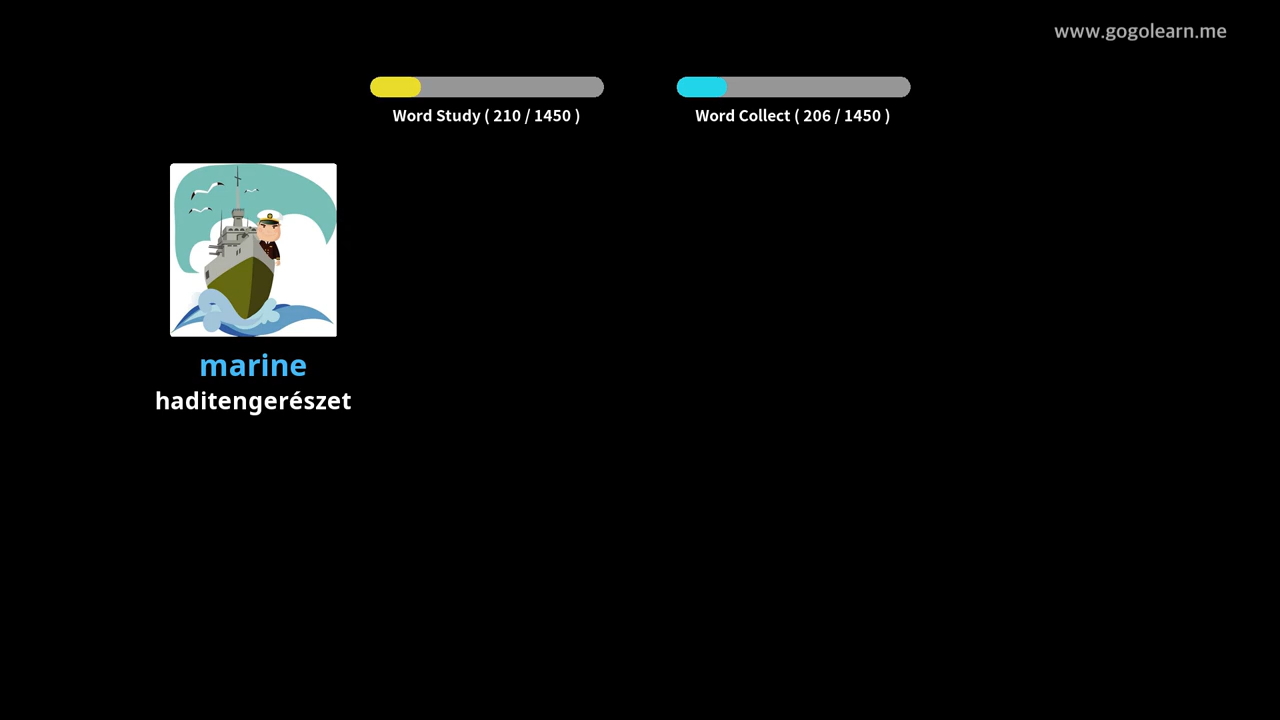 www.gogolearn.me
Word Study ( 210 / 1450 )
Word Collect ( 206 / 1450 )
marine
haditengerészet